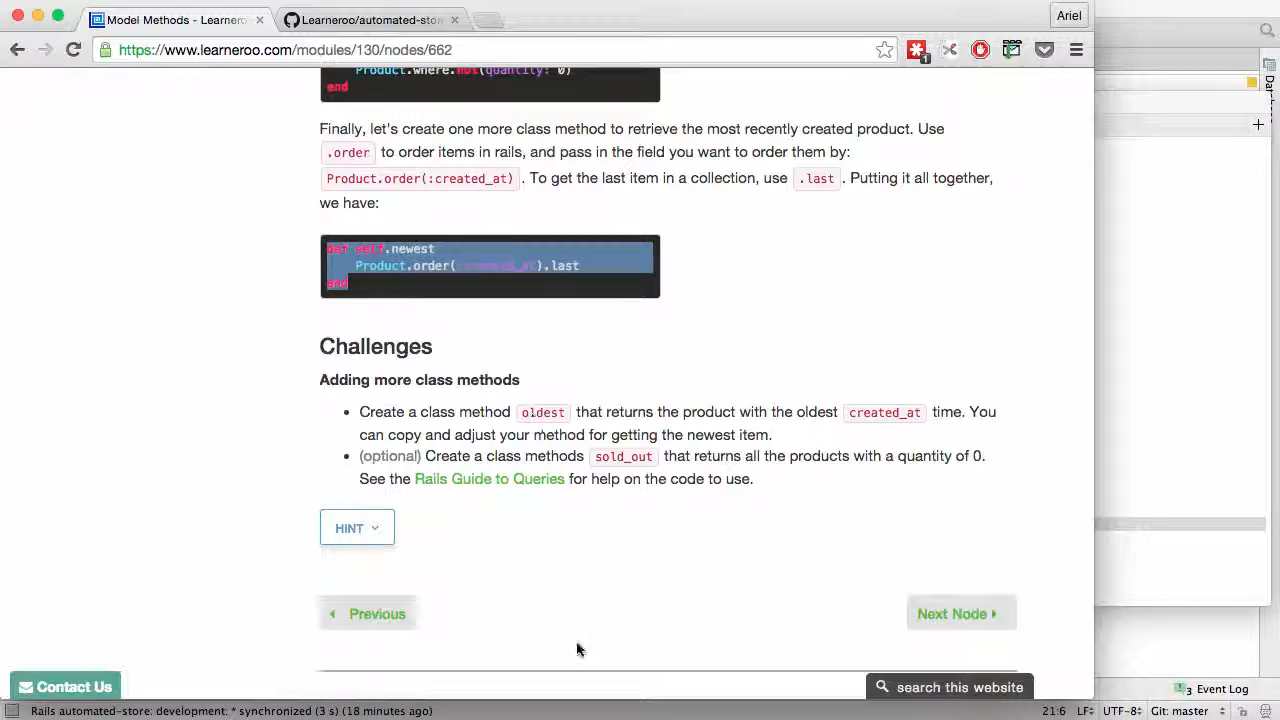 Model Methods - Learnero
Learneroo/automated-sto
Ariel
https://www.learneroo.com/modules/130/nodes/662
1
Product.where.not(quantity: 0)
end
Finally, let's create one more class method to retrieve the most recently created product. Use
.order to order items in rails, and pass in the field you want to order them by:
Product.order(:created_at). To get the last item in a collection, use .last. Putting it all together,
we have:
def self.newest
Product.order(:created_at).last
end
Challenges
Adding more class methods
• Create a class method oldest that returns the product with the oldest created_at time. You
can copy and adjust your method for getting the newest item.
• (optional) Create a class methods sold_out that returns all the products with a quantity of 0.
See the Rails Guide to Queries for help on the code to use.
HINT
Previous
Next Node
Contact Us
search this website
Event Log
Rails automated-store: development: * synchronized (3 s) (18 minutes ago)
21:6 LF UTF-8 Git: master